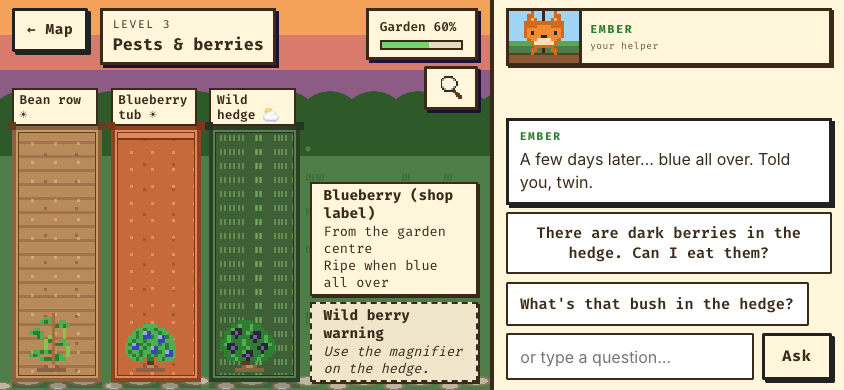 ← Map
LEVEL 3
Pests & berries
Garden 60%
Bean row
☀
Blueberry
tub ☀
Wild
hedge ⛅
Blueberry (shop
label)
From the garden
centre
Ripe when blue
all over
Wild berry
warning
Use the magnifier
on the hedge.
EMBER
your helper
EMBER
A few days later… blue all over. Told
you, twin.
There are dark berries in the
hedge. Can I eat them?
What's that bush in the hedge?
or type a question…
Ask